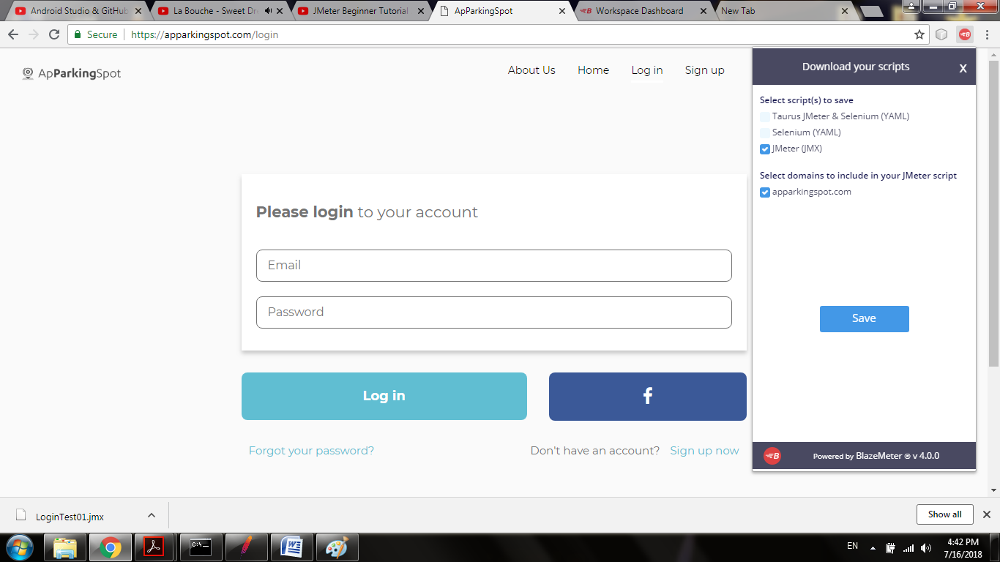 Android Studio & GitHub
La Bouche - Sweet Dr
JMeter Beginner Tutorial
ApParkingSpot
Workspace Dashboard
New Tab
Secure
https://apparkingspot.com/login
ApParkingSpot
About Us
Home
Log in
Sign up
Please login to your account
Email
Password
Log in
f
Forgot your password?
Don't have an account? Sign up now
Download your scripts
X
Select script(s) to save
Taurus JMeter & Selenium (YAML)
Selenium (YAML)
JMeter (JMX)
Select domains to include in your JMeter script
apparkingspot.com
Save
B
Powered by BlazeMeter ® v 4.0.0
LoginTest01.jmx
Show all
C:\_
EN
4:42 PM
7/16/2018